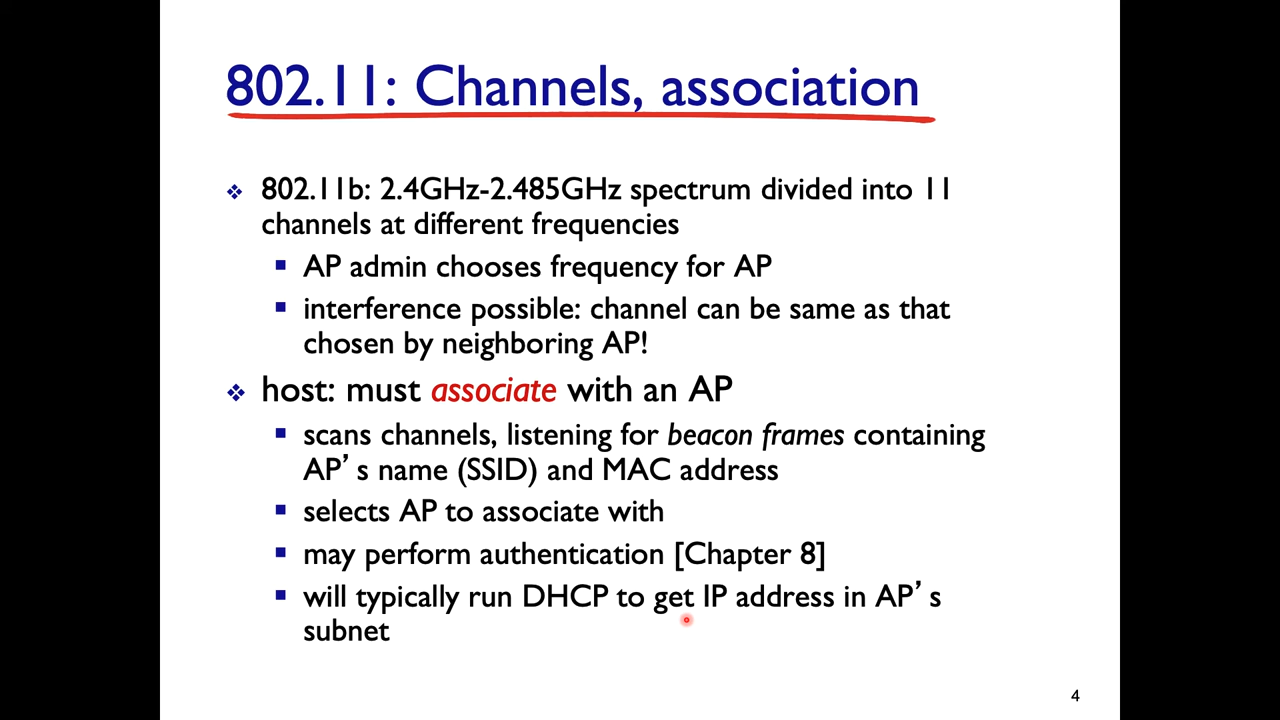 802.11: Channels, association
802.11b: 2.4GHz-2.485GHz spectrum divided into 11
channels at different frequencies
AP admin chooses frequency for AP
interference possible: channel can be same as that
chosen by neighboring AP!
host: must associate with an AP
scans channels, listening for beacon frames containing
AP’s name (SSID) and MAC address
selects AP to associate with
may perform authentication [Chapter 8]
will typically run DHCP to get IP address in AP’s
subnet
4